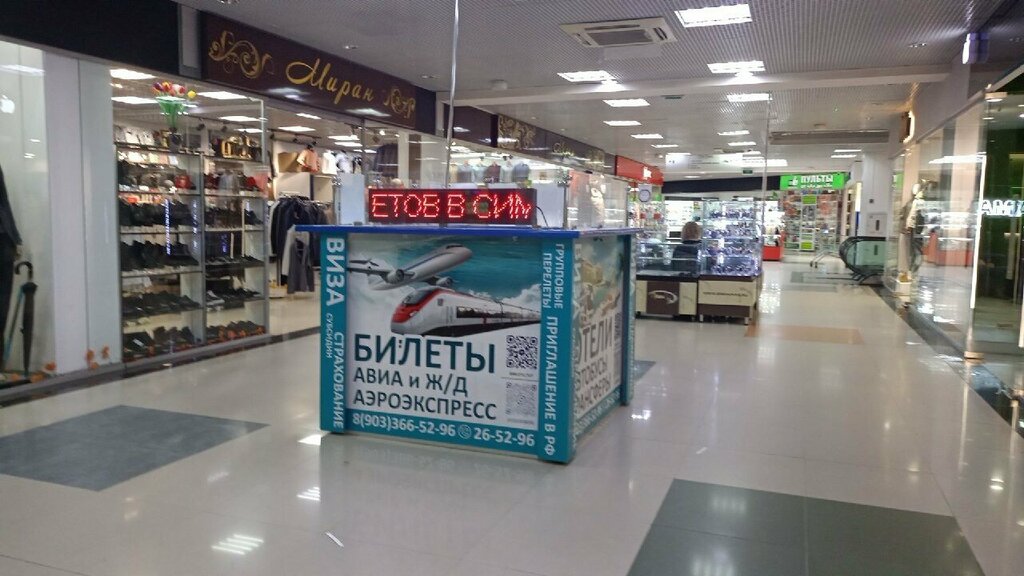 Миран
ПУЛЬТЫ
ЕТОВ В СИМ
ВИЗА
СУБСИДИИ
СТРАХОВАНИЕ
БИЛЕТЫ
АВИА и Ж/Д
АЭРОЭКСПРЕСС
8(903)366-52-96 26-52-96
ГРУППОВЫЕ
ПЕРЕЛЕТЫ
ПРИГЛАШЕНИЕ В РФ
ТЕЛИ